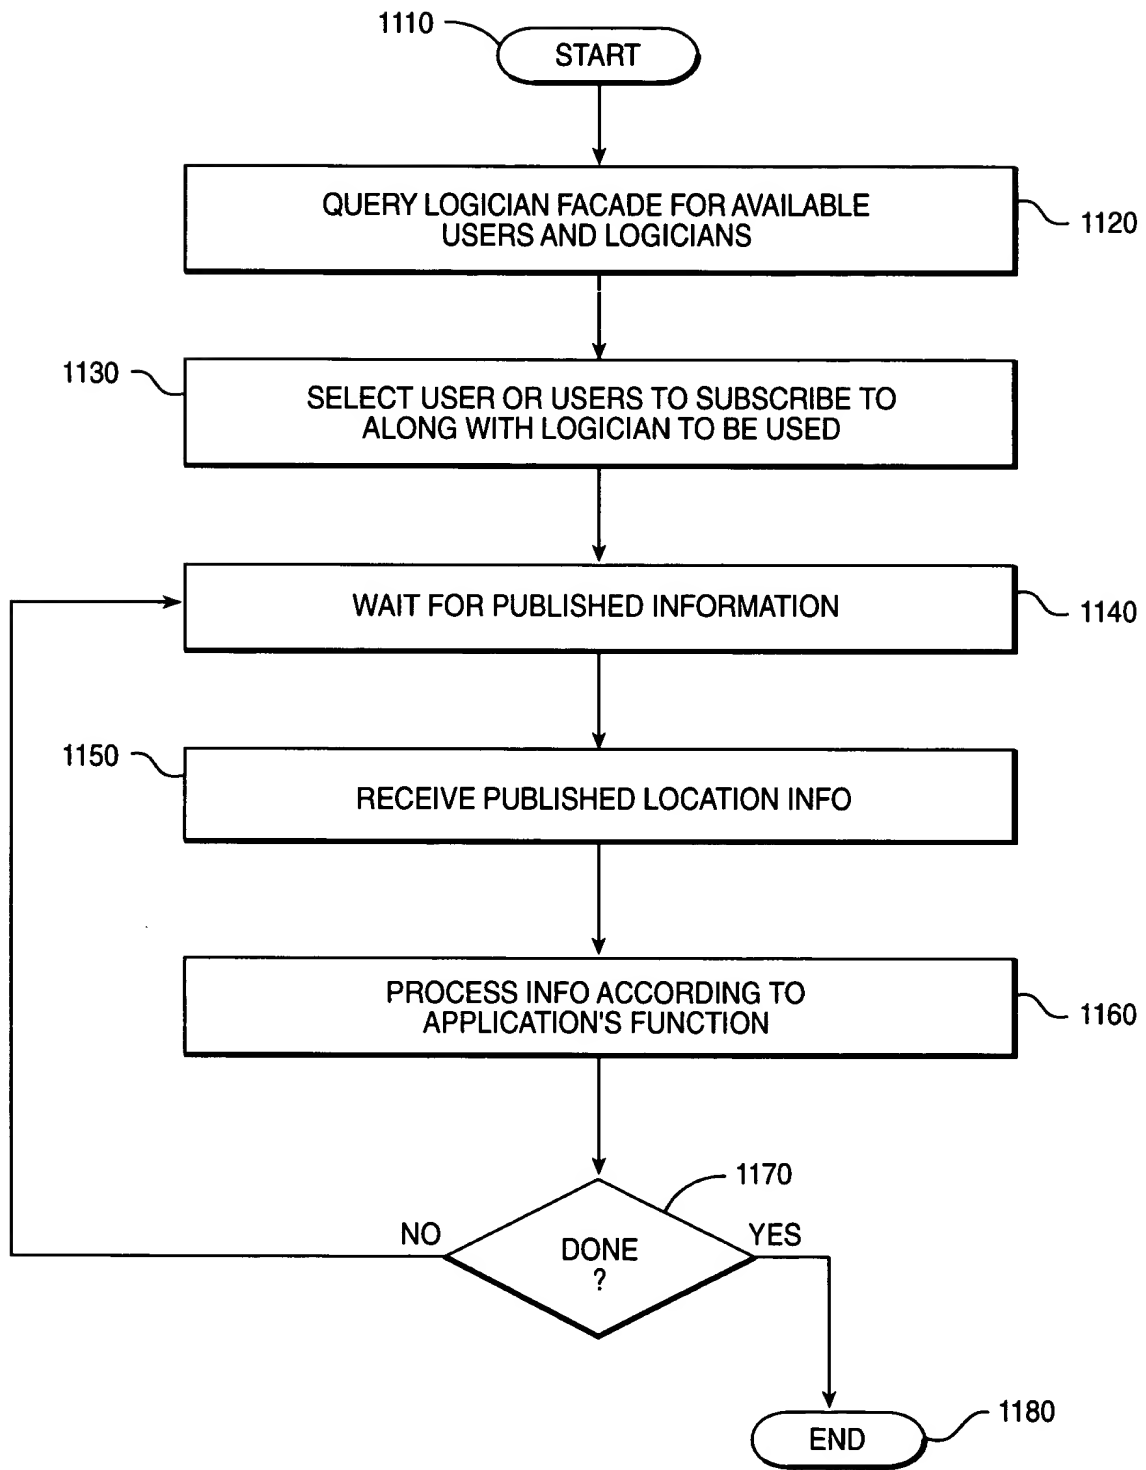 1110
START
QUERY LOGICIAN FACADE FOR AVAILABLE
USERS AND LOGICIANS
1120
1130
SELECT USER OR USERS TO SUBSCRIBE TO
ALONG WITH LOGICIAN TO BE USED
WAIT FOR PUBLISHED INFORMATION
1140
1150
RECEIVE PUBLISHED LOCATION INFO
PROCESS INFO ACCORDING TO
APPLICATION'S FUNCTION
1160
1170
NO
YES
DONE
?
1180
END